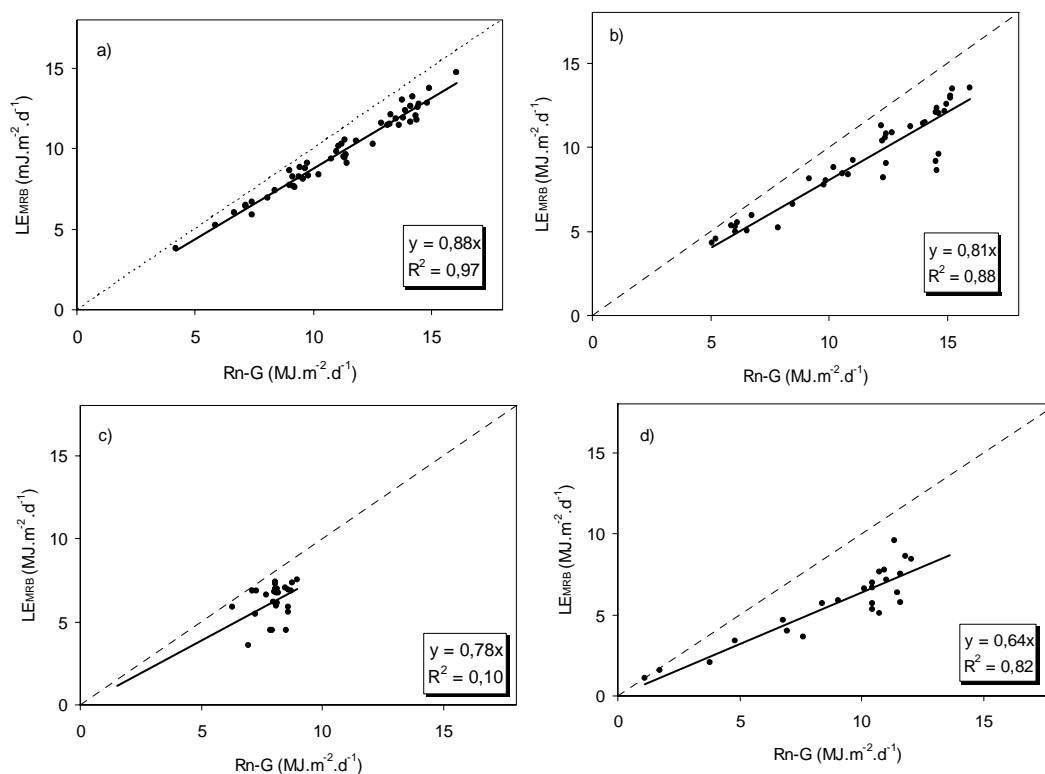 a)
LEMRB (mJ.m-2.d-1)
15
10
5
0
y = 0,88x
R2 = 0,97
0 5 10 15
Rn-G (MJ.m-2.d-1)
b)
LEMRB (MJ.m-2.d-1)
15
10
5
0
y = 0,81x
R2 = 0,88
0 5 10 15
Rn-G (MJ.m-2.d-1)
c)
LEMRB (MJ.m-2.d-1)
15
10
5
0
y = 0,78x
R2 = 0,10
0 5 10 15
Rn-G (MJ.m-2.d-1)
d)
LEMRB (MJ.m-2.d-1)
15
10
5
0
y = 0,64x
R2 = 0,82
0 5 10 15
Rn-G (MJ.m-2.d-1)